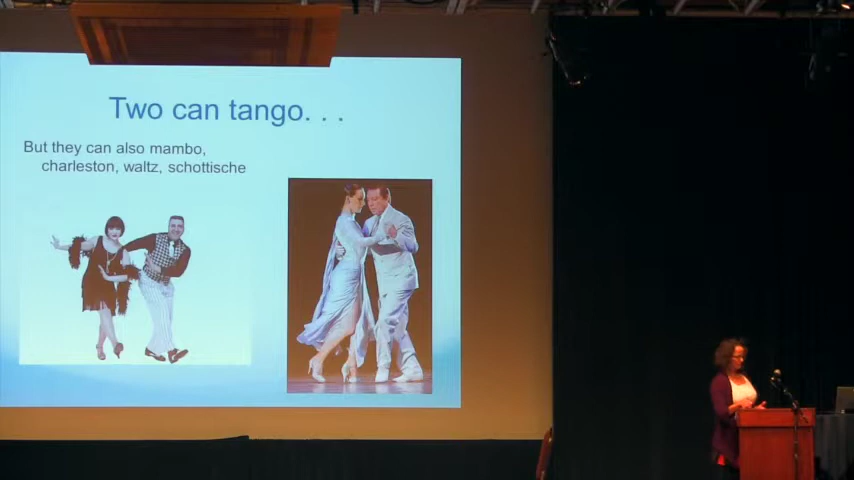 Two can tango. . .
But they can also mambo,
charleston, waltz, schottische